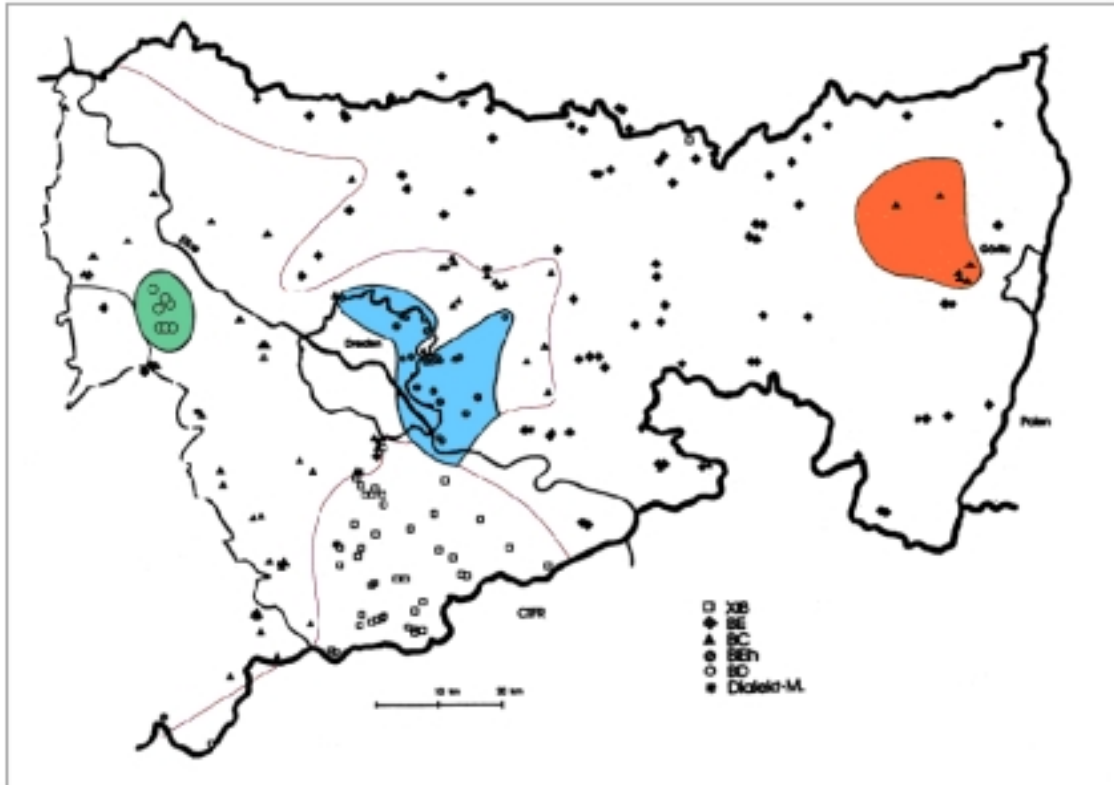 Elbe
Görlitz
Dresden
Polen
CSFR
XIB
BE
BC
BEh
BD
Dialekt-M.
10 km 20 km